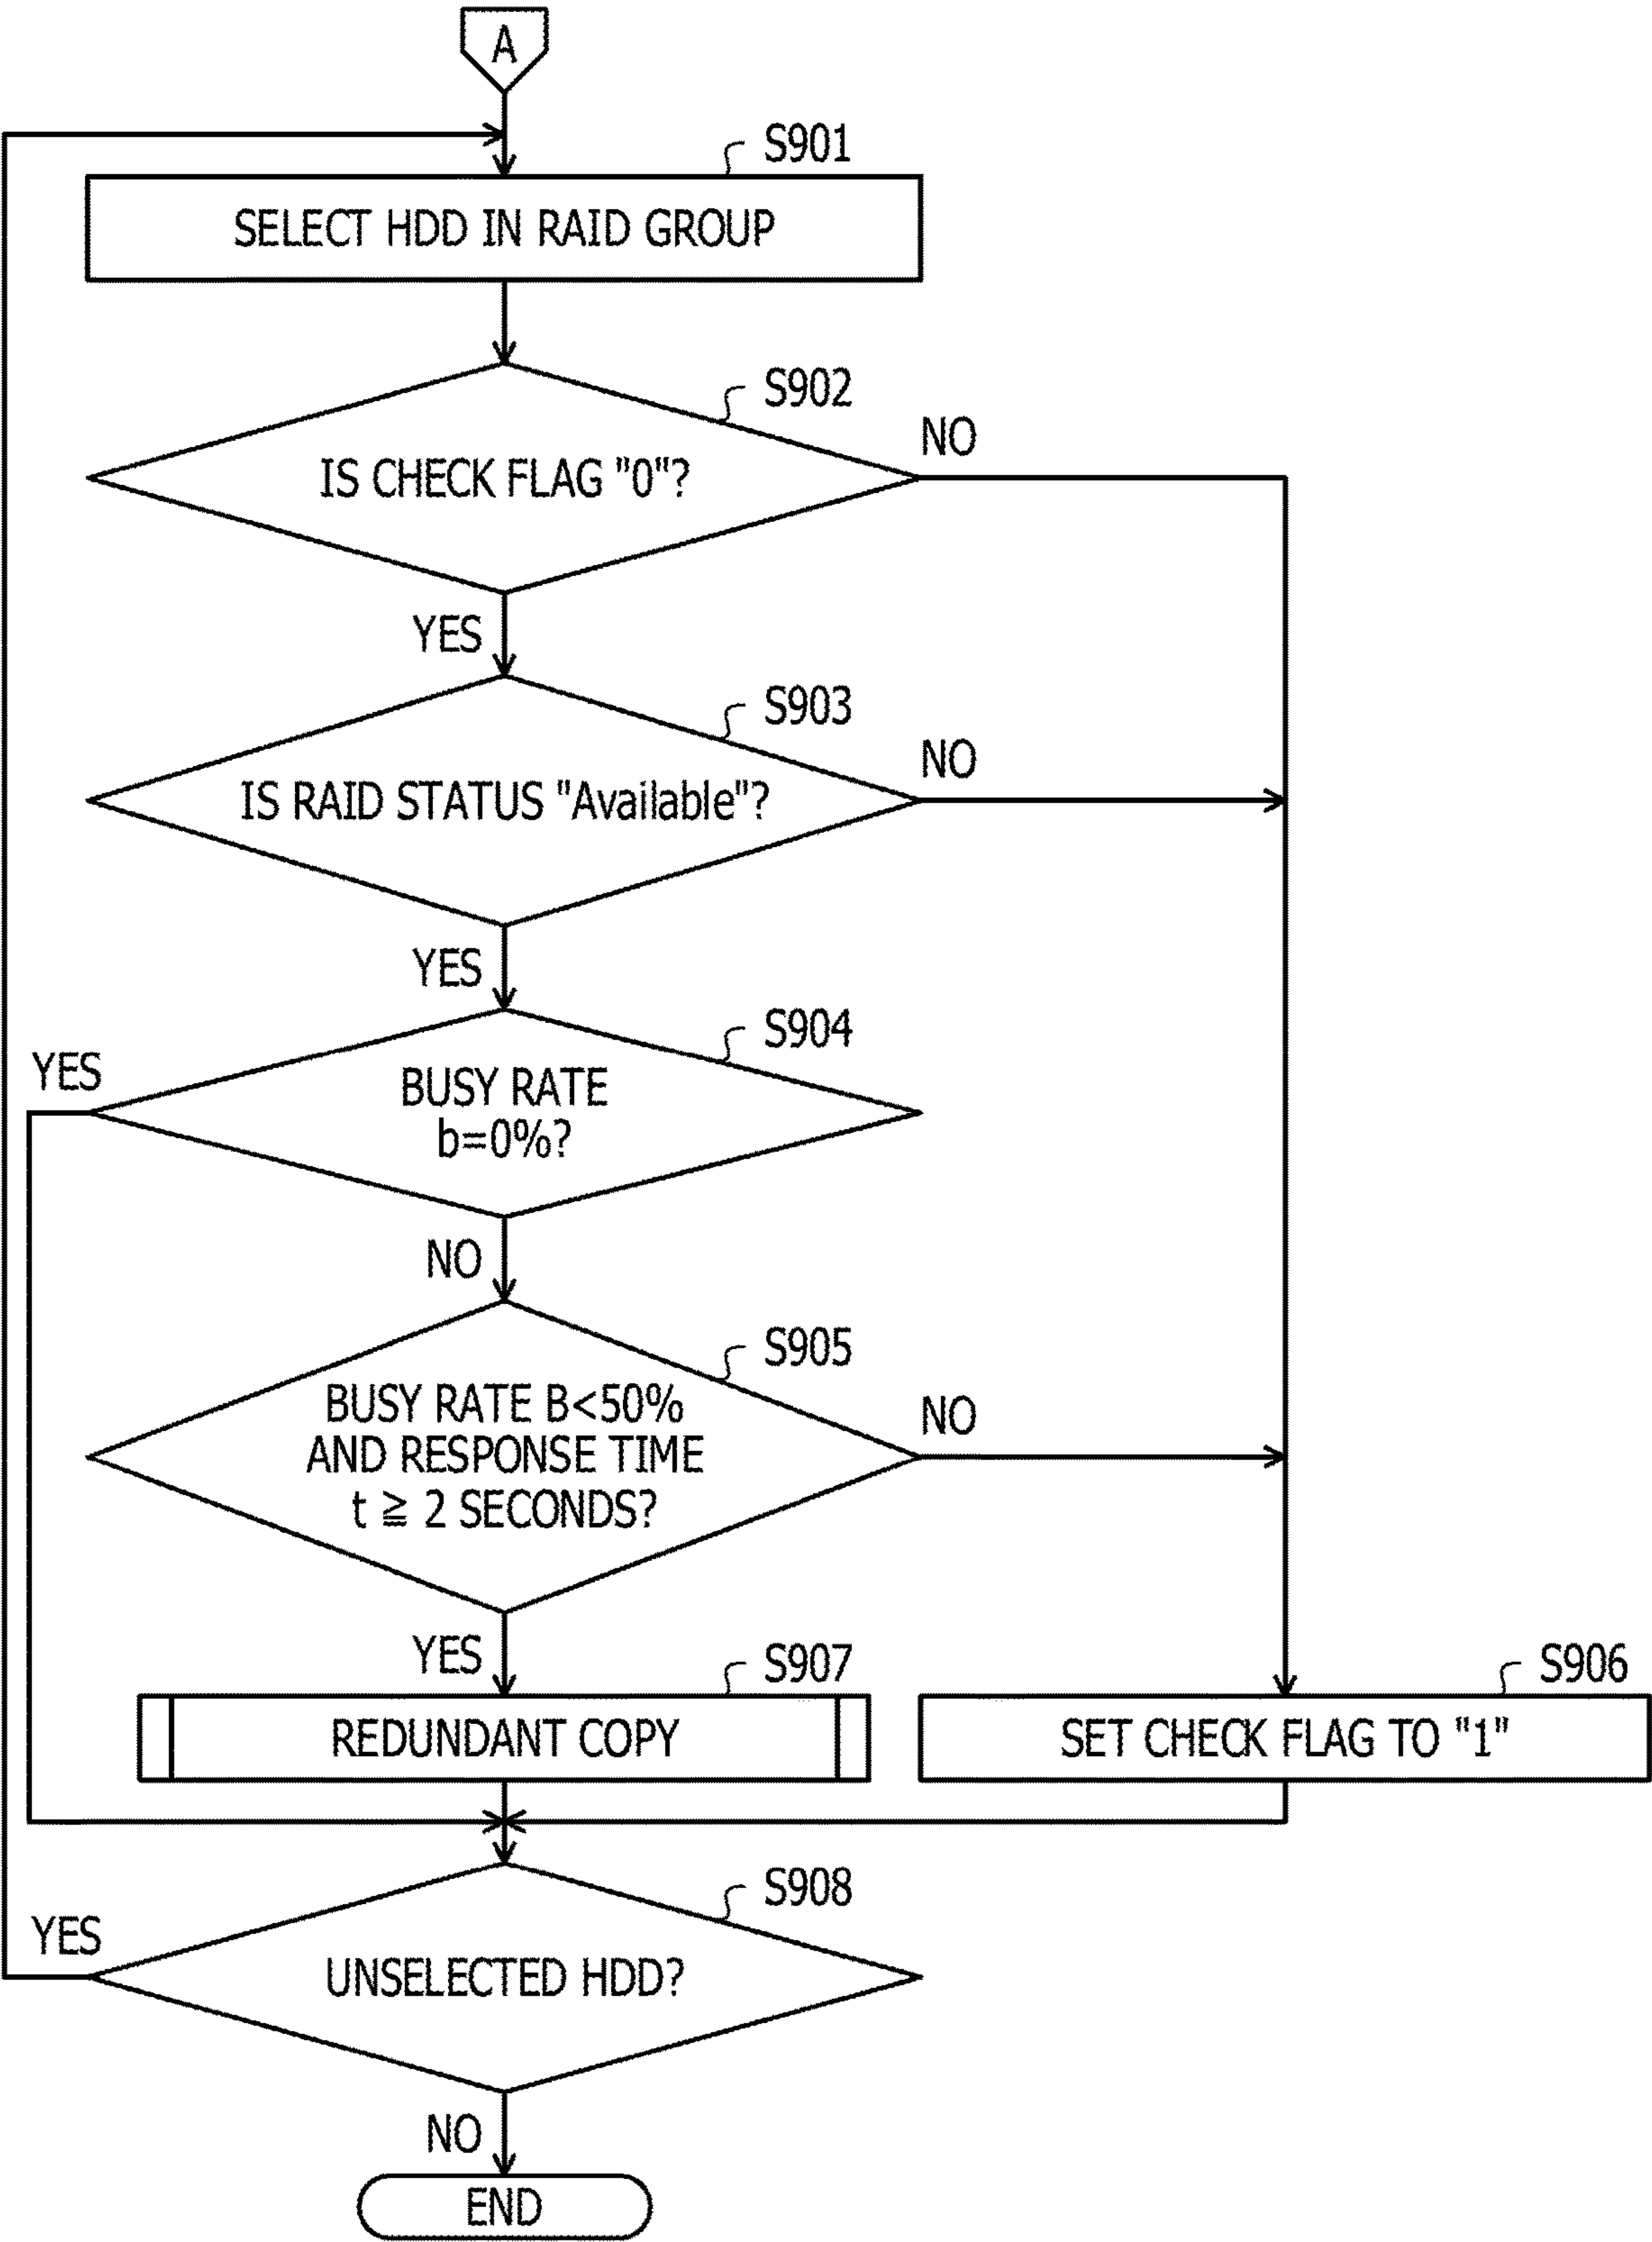 A
S901
SELECT HDD IN RAID GROUP
S902
IS CHECK FLAG "0"?
NO
YES
S903
IS RAID STATUS "Available"?
NO
YES
S904
YES
BUSY RATE
b=0%?
NO
S905
BUSY RATE B<50%
AND RESPONSE TIME
t ≧ 2 SECONDS?
NO
YES
S907
REDUNDANT COPY
S906
SET CHECK FLAG TO "1"
S908
YES
UNSELECTED HDD?
NO
END